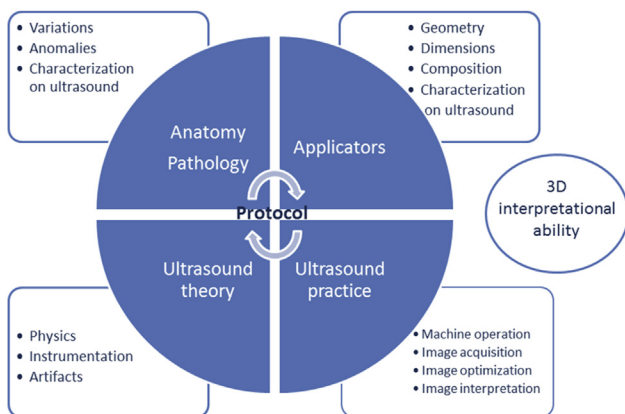 • Variations
• Anomalies
• Characterization
on ultrasound
• Geometry
• Dimensions
• Composition
• Characterization
on ultrasound
Anatomy
Pathology
Applicators
Protocol
3D
interpretational
ability
Ultrasound
theory
Ultrasound
practice
• Physics
• Instrumentation
• Artifacts
• Machine operation
• Image acquisition
• Image optimization
• Image interpretation